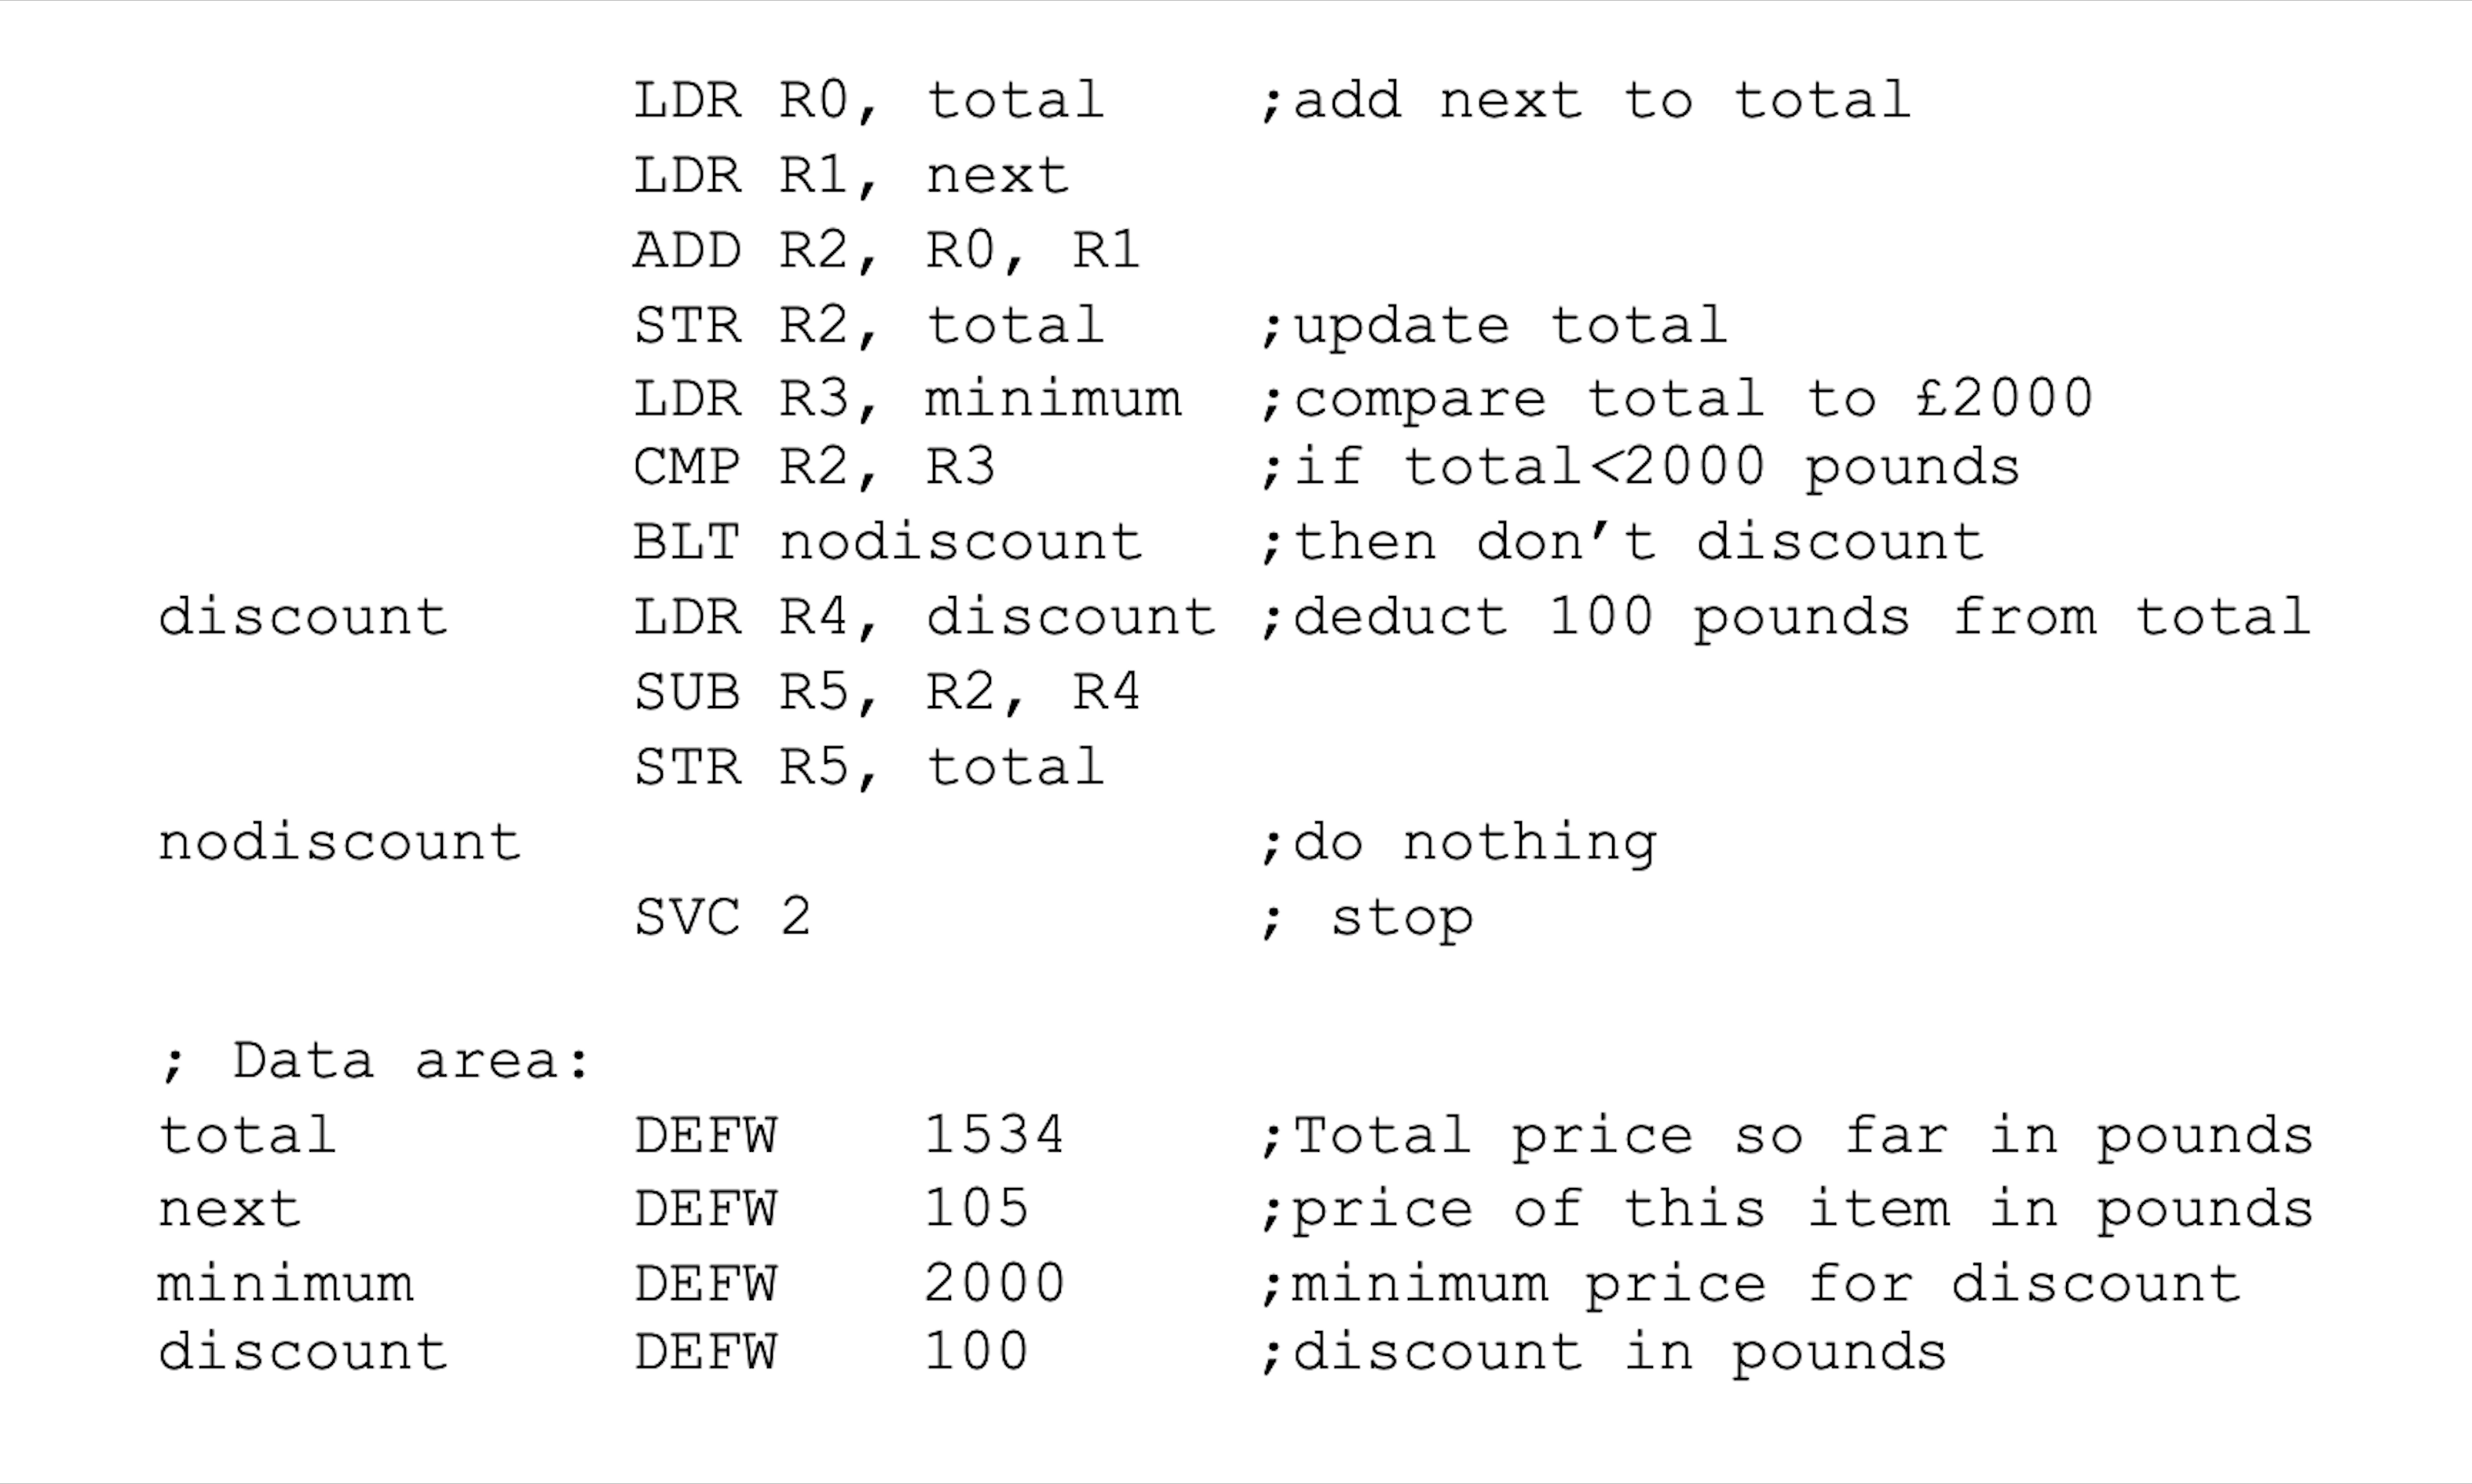 LDR R0, total ;add next to total
LDR R1, next
ADD R2, R0, R1
STR R2, total ;update total
LDR R3, minimum ;compare total to £2000
CMP R2, R3 ;if total<2000 pounds
BLT nodiscount ;then don’t discount
discount LDR R4, discount ;deduct 100 pounds from total
SUB R5, R2, R4
STR R5, total
nodiscount ;do nothing
SVC 2 ; stop
; Data area:
total DEFW 1534 ;Total price so far in pounds
next DEFW 105 ;price of this item in pounds
minimum DEFW 2000 ;minimum price for discount
discount DEFW 100 ;discount in pounds